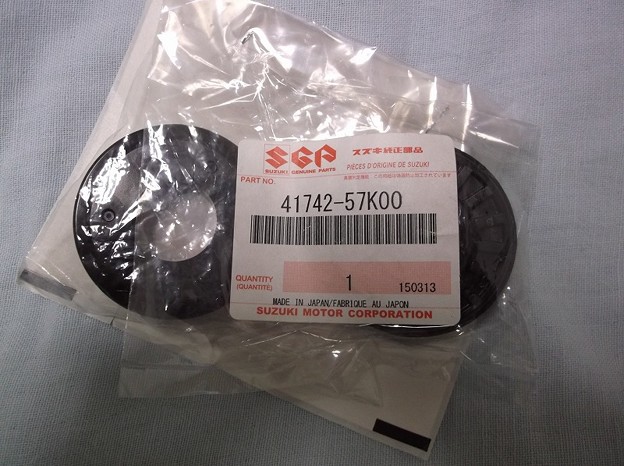 SGP スズキ純正部品
SUZUKI GENUINE PARTS PIÈCES D'ORIGINE DE SUZUKI
PART NO.
41742-57K00
QUANTITY 1 150313
(QUANTITÉ)
MADE IN JAPAN/FABRIQUE AU JAPON
SUZUKI MOTOR CORPORATION